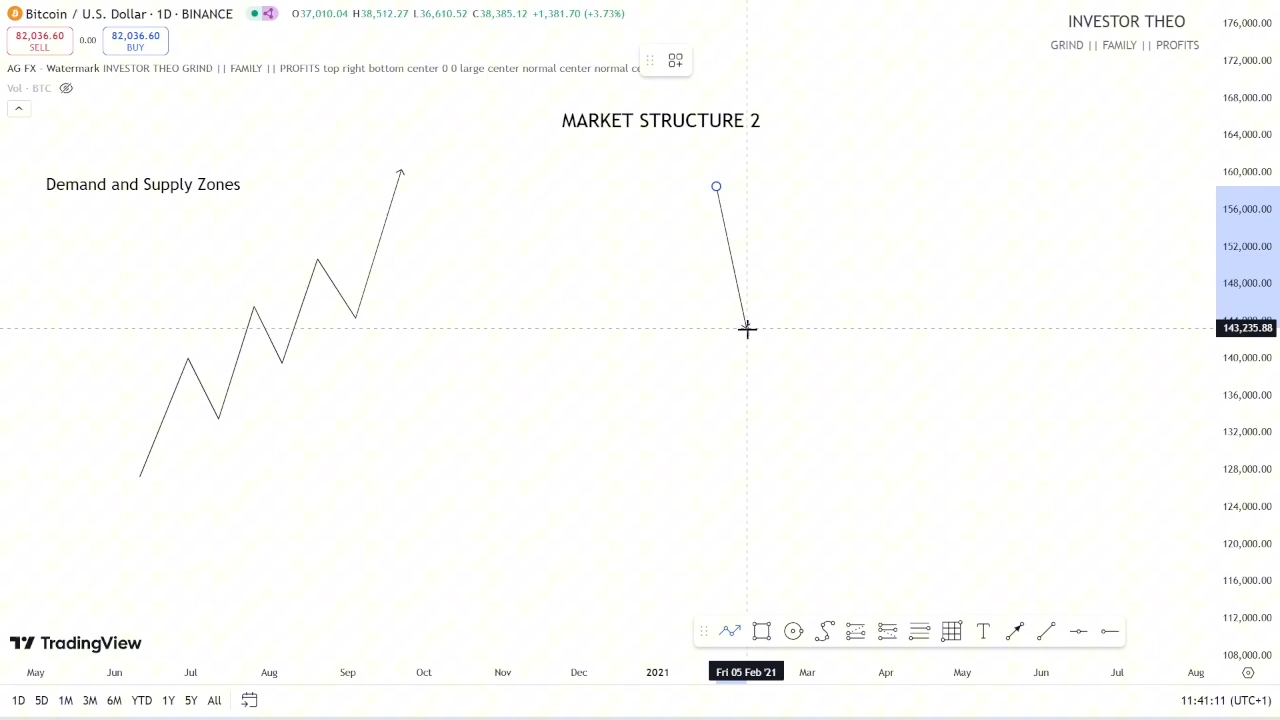 Bitcoin / U.S. Dollar · 1D · BINANCE O37,010.04 H38,512.27 L36,610.52 C38,385.12 +1,381.70 (+3.73%)
82,036.60 SELL 0.00 82,036.60 BUY
AG FX - Watermark INVESTOR THEO GRIND || FAMILY || PROFITS top right bottom center 0 0 large center normal center normal
Vol · BTC
INVESTOR THEO
GRIND || FAMILY || PROFITS
MARKET STRUCTURE 2
Demand and Supply Zones
176,000.00
172,000.00
168,000.00
164,000.00
160,000.00
156,000.00
152,000.00
148,000.00
143,235.88
140,000.00
136,000.00
132,000.00
128,000.00
124,000.00
120,000.00
116,000.00
112,000.00
108,000.00
TradingView
May Jun Jul Aug Sep Oct Nov Dec 2021 Fri 05 Feb '21 Mar Apr May Jun Jul Aug
1D 5D 1M 3M 6M YTD 1Y 5Y All 11:41:11 (UTC+1)